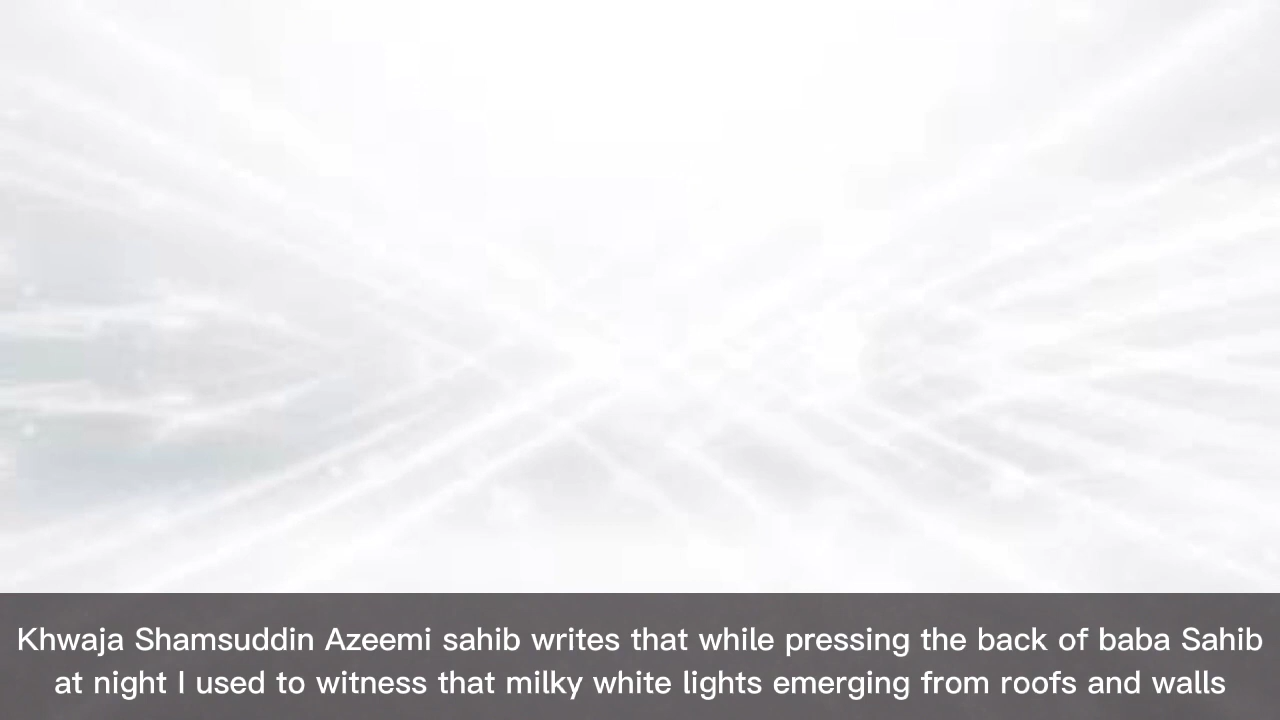 Khwaja Shamsuddin Azeemi sahib writes that while pressing the back of baba Sahib
at night I used to witness that milky white lights emerging from roofs and walls